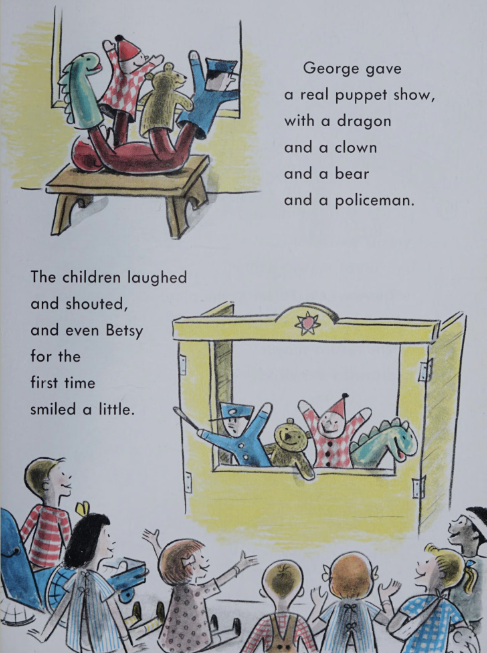 George gave
a real puppet show,
with a dragon
and a clown
and a bear
and a policeman.
The children laughed
and shouted,
and even Betsy
for the
first time
smiled a little.